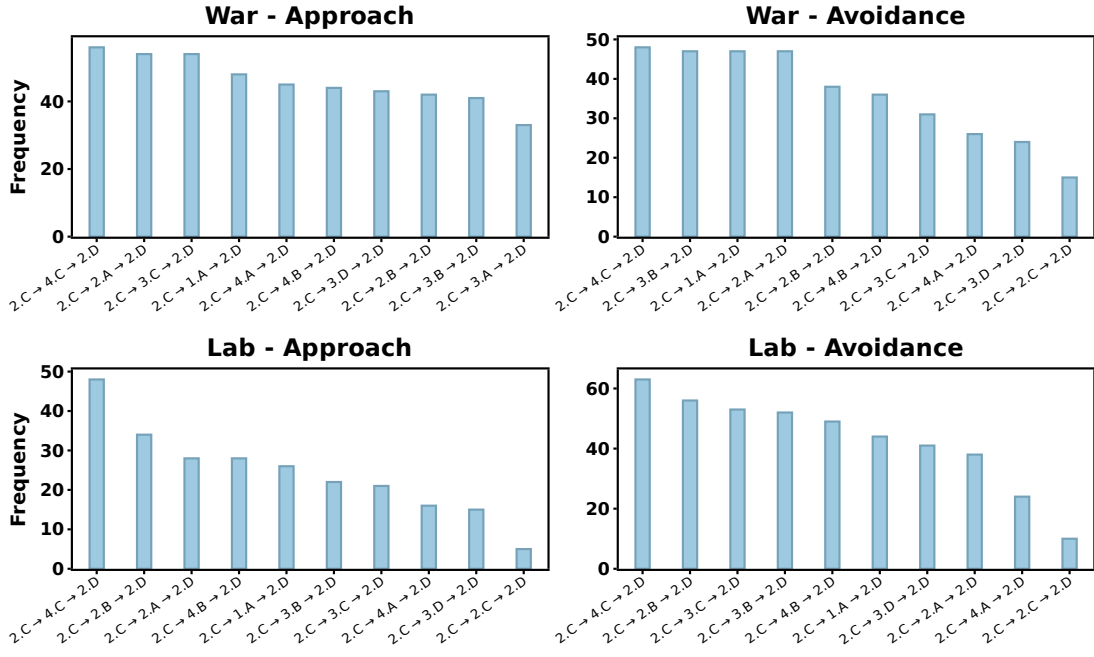 War - Approach
Frequency
40
20
0
2.C → 4.C → 2.D
2.C → 2.A → 2.D
2.C → 3.C → 2.D
2.C → 1.A → 2.D
2.C → 4.A → 2.D
2.C → 4.B → 2.D
2.C → 3.D → 2.D
2.C → 2.B → 2.D
2.C → 3.B → 2.D
2.C → 3.A → 2.D
War - Avoidance
50
40
30
20
10
0
2.C → 4.C → 2.D
2.C → 3.B → 2.D
2.C → 1.A → 2.D
2.C → 2.A → 2.D
2.C → 2.B → 2.D
2.C → 4.B → 2.D
2.C → 3.C → 2.D
2.C → 4.A → 2.D
2.C → 3.D → 2.D
2.C → 2.C → 2.D
Lab - Approach
Frequency
50
40
30
20
10
0
2.C → 4.C → 2.D
2.C → 2.B → 2.D
2.C → 2.A → 2.D
2.C → 4.B → 2.D
2.C → 1.A → 2.D
2.C → 3.B → 2.D
2.C → 3.C → 2.D
2.C → 4.A → 2.D
2.C → 3.D → 2.D
2.C → 2.C → 2.D
Lab - Avoidance
60
40
20
0
2.C → 4.C → 2.D
2.C → 2.B → 2.D
2.C → 3.C → 2.D
2.C → 3.B → 2.D
2.C → 4.B → 2.D
2.C → 1.A → 2.D
2.C → 3.D → 2.D
2.C → 2.A → 2.D
2.C → 4.A → 2.D
2.C → 2.C → 2.D